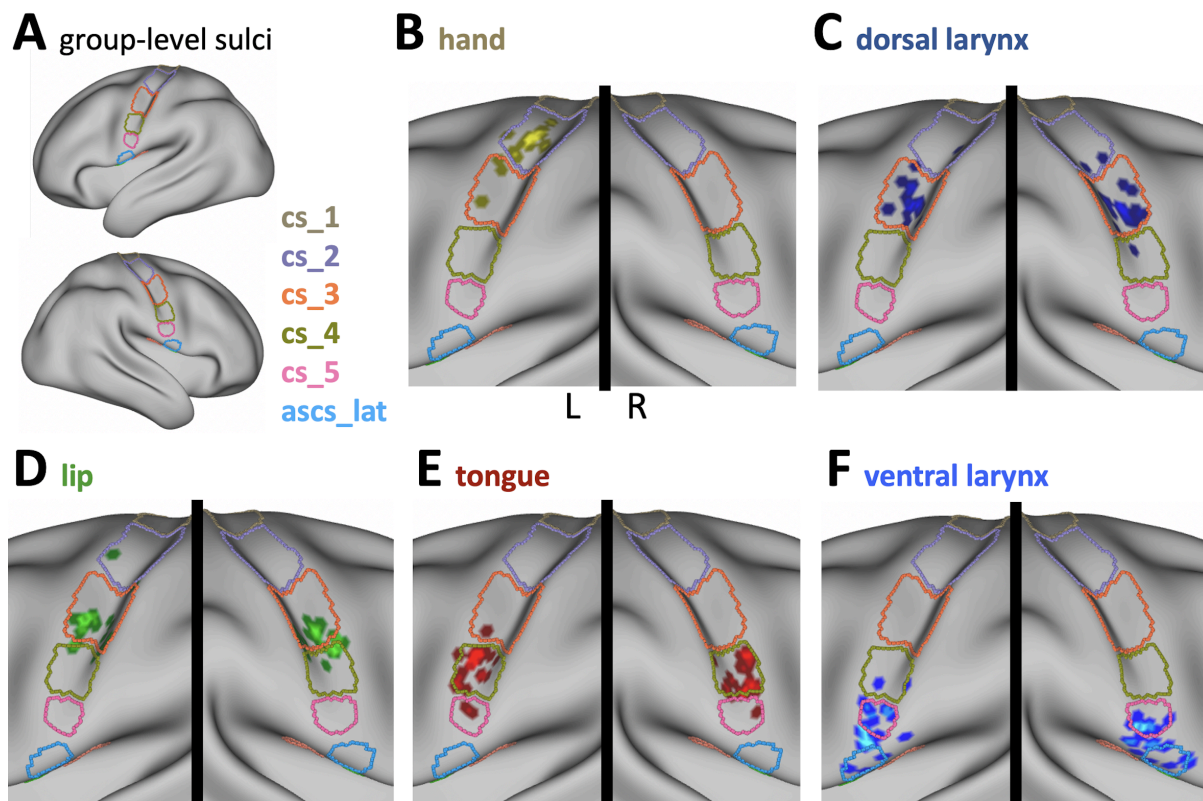 A group-level sulci
B hand
C dorsal larynx
cs_1
cs_2
cs_3
cs_4
cs_5
ascs_lat
L R
D lip
E tongue
F ventral larynx